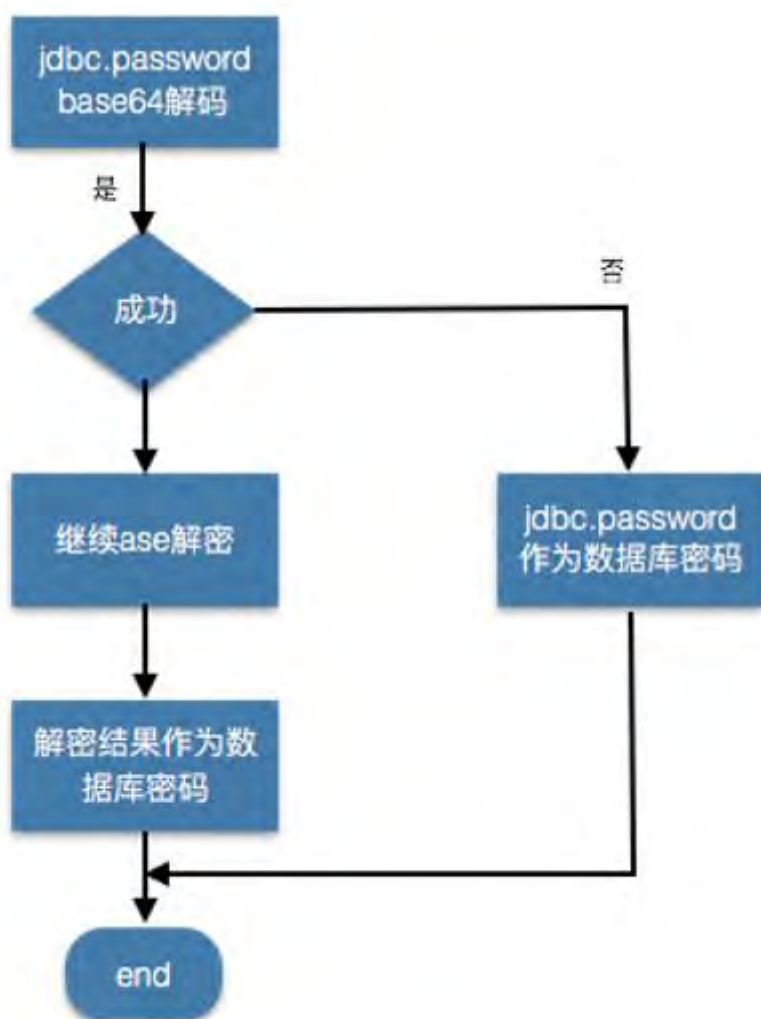 jdbc.password
base64解码
是
否
成功
继续ase解密
jdbc.password
作为数据库密码
解密结果作为数
据库密码
end